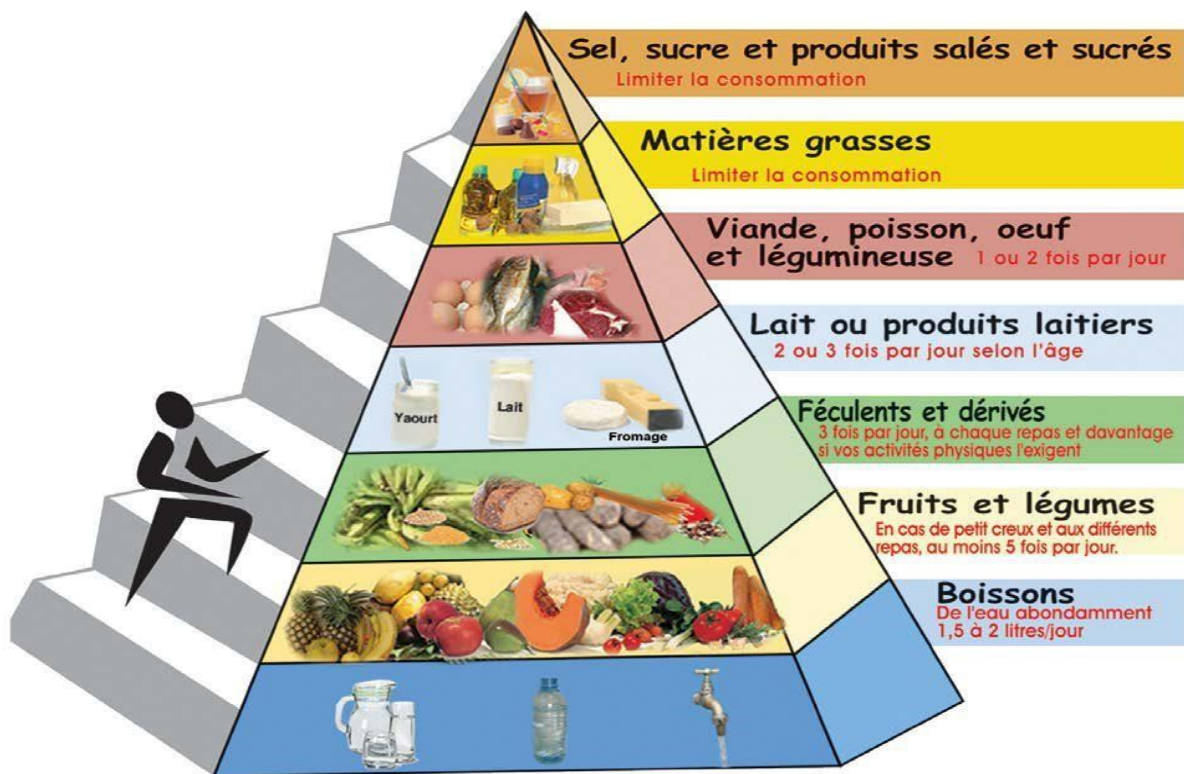 Sel, sucre et produits salés et sucrés
Limiter la consommation
Matières grasses
Limiter la consommation
Viande, poisson, oeuf
et légumineuse 1 ou 2 fois par jour
Lait ou produits laitiers
2 ou 3 fois par jour selon l'âge
Yaourt
Lait
Fromage
Féculents et dérivés
3 fois par jour, à chaque repas et davantage
si vos activités physiques l'exigent
Fruits et légumes
En cas de petit creux et aux différents
repas, au moins 5 fois par jour.
Boissons
De l'eau abondamment
1,5 à 2 litres/jour